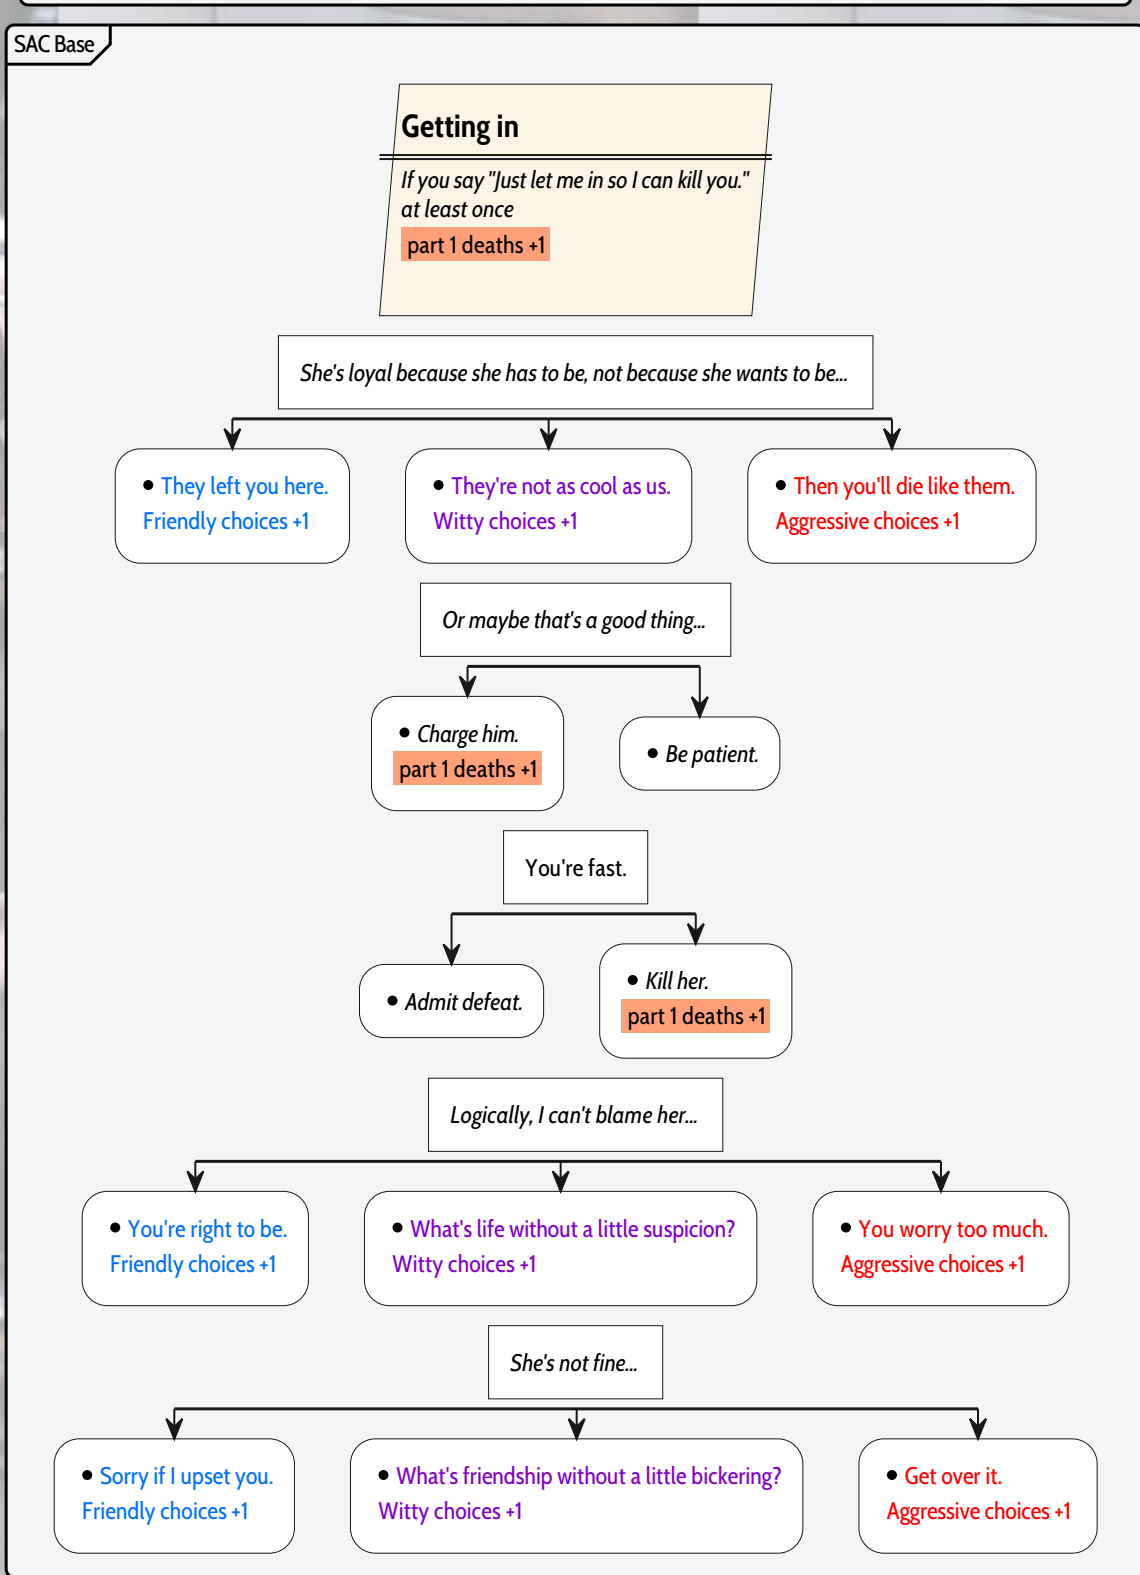 SAC Base
Getting in
If you say "Just let me in so I can kill you."
at least once
part 1 deaths +1
She's loyal because she has to be, not because she wants to be...
• They left you here.
Friendly choices +1
• They're not as cool as us.
Witty choices +1
• Then you'll die like them.
Aggressive choices +1
Or maybe that's a good thing...
• Charge him.
part 1 deaths +1
• Be patient.
You're fast.
• Admit defeat.
• Kill her.
part 1 deaths +1
Logically, I can't blame her...
• You're right to be.
Friendly choices +1
• What's life without a little suspicion?
Witty choices +1
• You worry too much.
Aggressive choices +1
She's not fine...
• Sorry if I upset you.
Friendly choices +1
• What's friendship without a little bickering?
Witty choices +1
• Get over it.
Aggressive choices +1